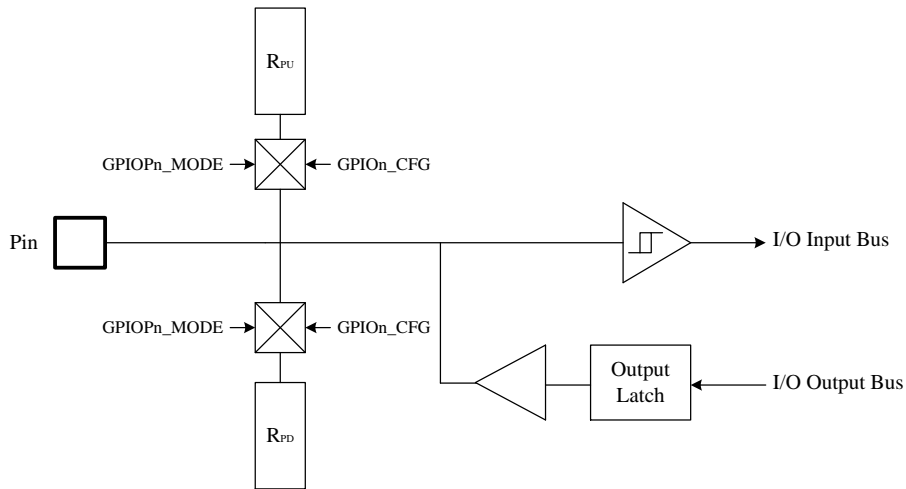 RPU
GPIOPn_MODE
GPIOn_CFG
Pin
I/O Input Bus
GPIOPn_MODE
GPIOn_CFG
Output
Latch
I/O Output Bus
RPD